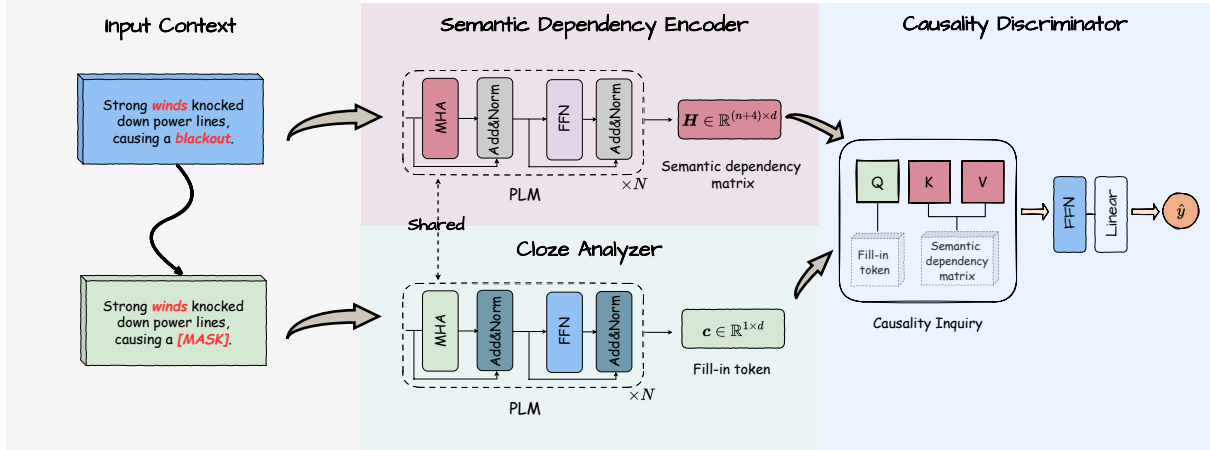 Input Context
Strong winds knocked
down power lines,
causing a blackout.
Strong winds knocked
down power lines,
causing a [MASK].
Semantic Dependency Encoder
MHA
Add&Norm
FFN
Add&Norm
×N
PLM
H ∈ ℝ^{(n+4)×d}
Semantic dependency
matrix
Shared
Cloze Analyzer
MHA
Add&Norm
FFN
Add&Norm
×N
PLM
c ∈ ℝ^{1×d}
Fill-in token
Causality Discriminator
Q
K
V
Fill-in
token
Semantic
dependency
matrix
Causality Inquiry
FFN
Linear
ŷ